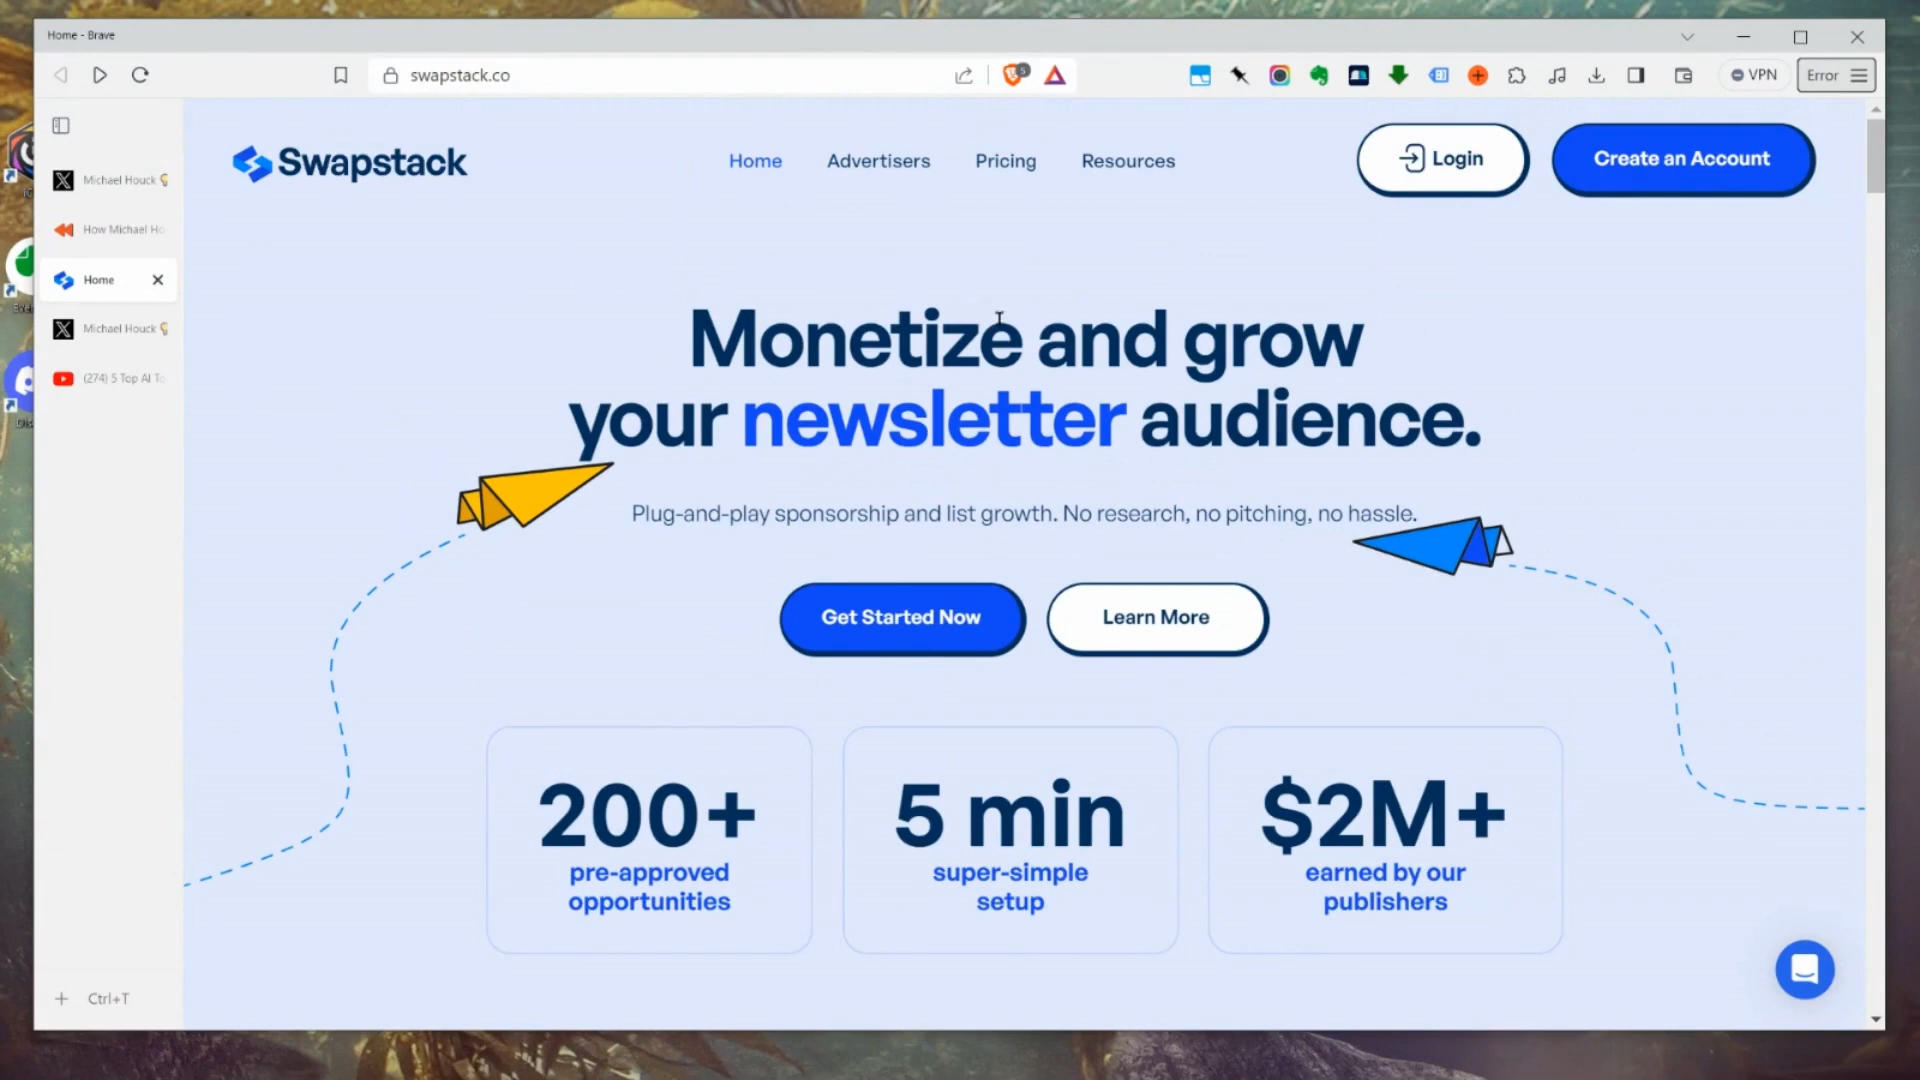 Home - Brave
swapstack.co
5
VPN
Error
Michael Houck
How Michael Ho
Home
Michael Houck
(274) 5 Top AI To
Ctrl+T
Swapstack
Home
Advertisers
Pricing
Resources
Login
Create an Account
Monetize and grow
your newsletter audience.
Plug-and-play sponsorship and list growth. No research, no pitching, no hassle.
Get Started Now
Learn More
200+
pre-approved
opportunities
5 min
super-simple
setup
$2M+
earned by our
publishers